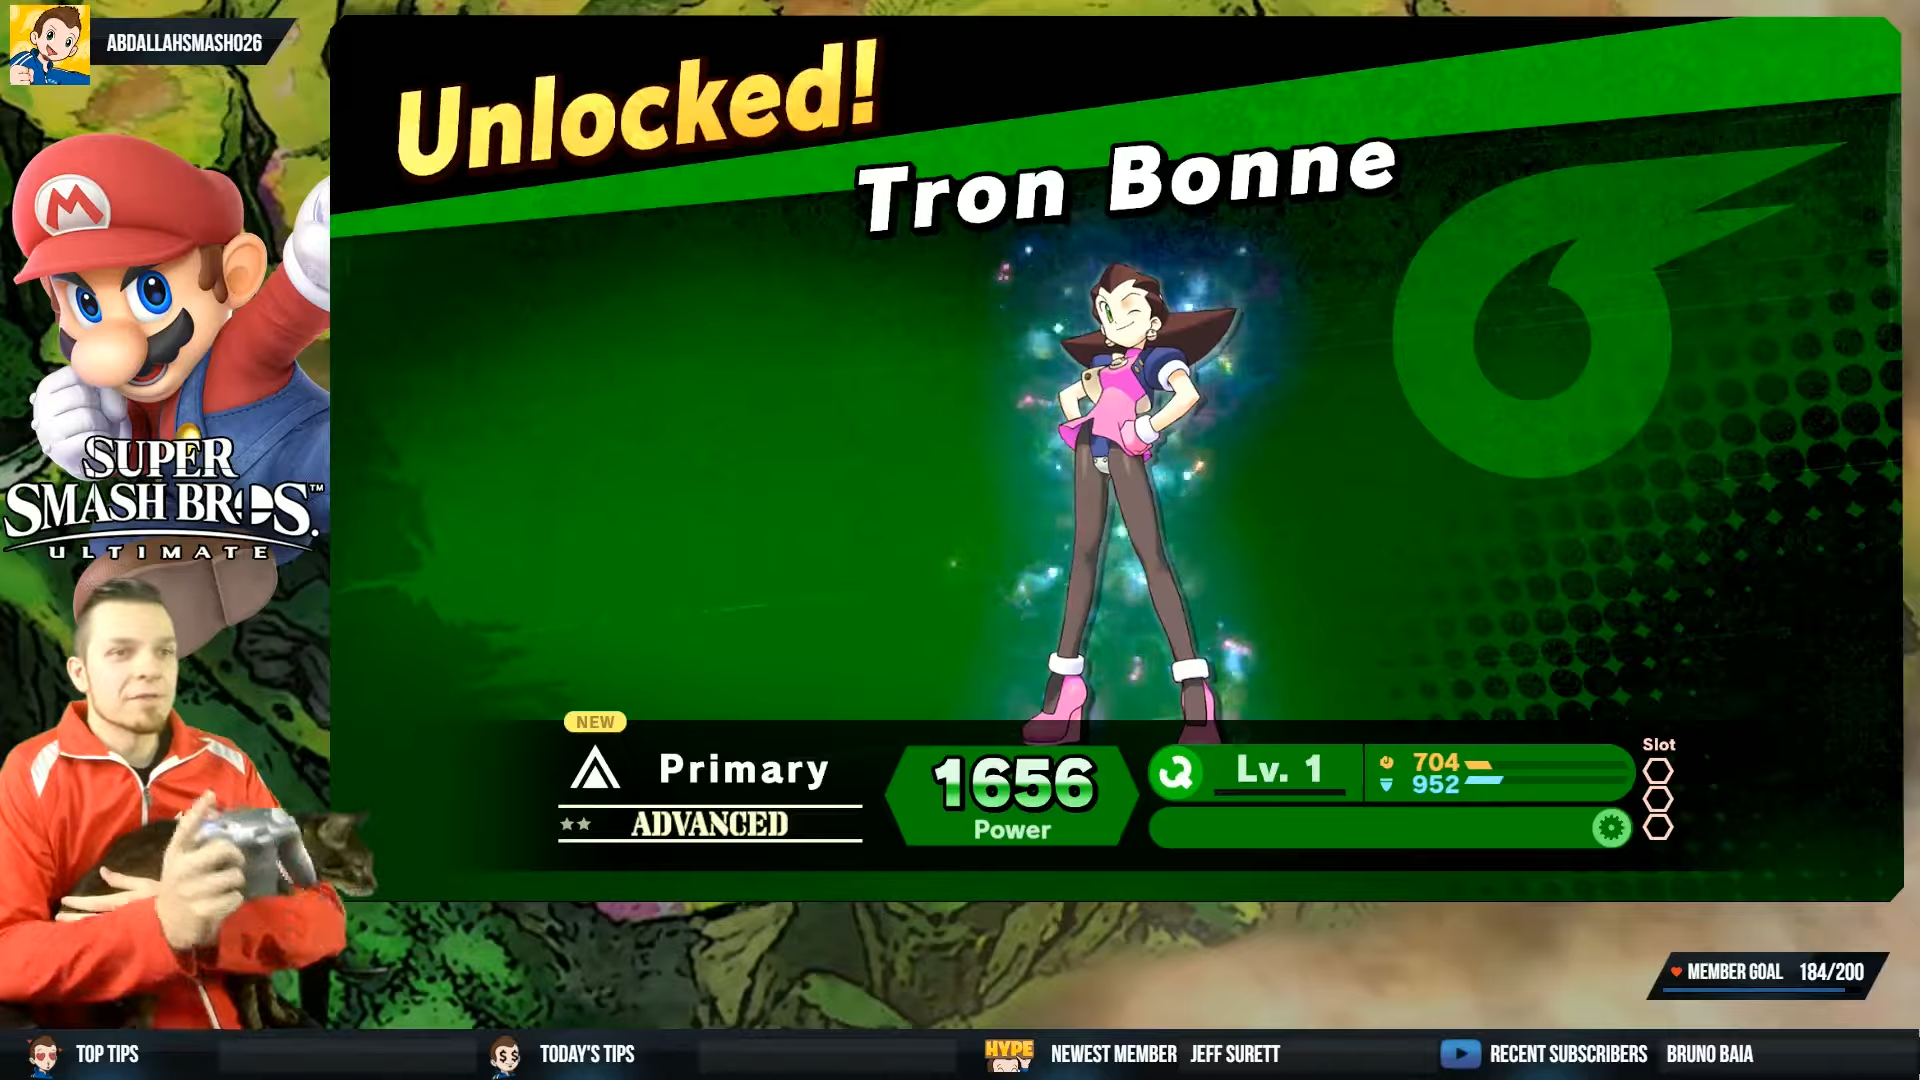 ABDALLAHSMASH026
Unlocked!
Tron Bonne
M
SUPER
SMASH BROS.™
ULTIMATE
NEW
Primary
ADVANCED
1656
Power
Lv. 1
704
952
Slot
MEMBER GOAL 184/200
TOP TIPS
TODAY'S TIPS
HYPE
NEWEST MEMBER JEFF SURETT
RECENT SUBSCRIBERS BRUNO BAIA